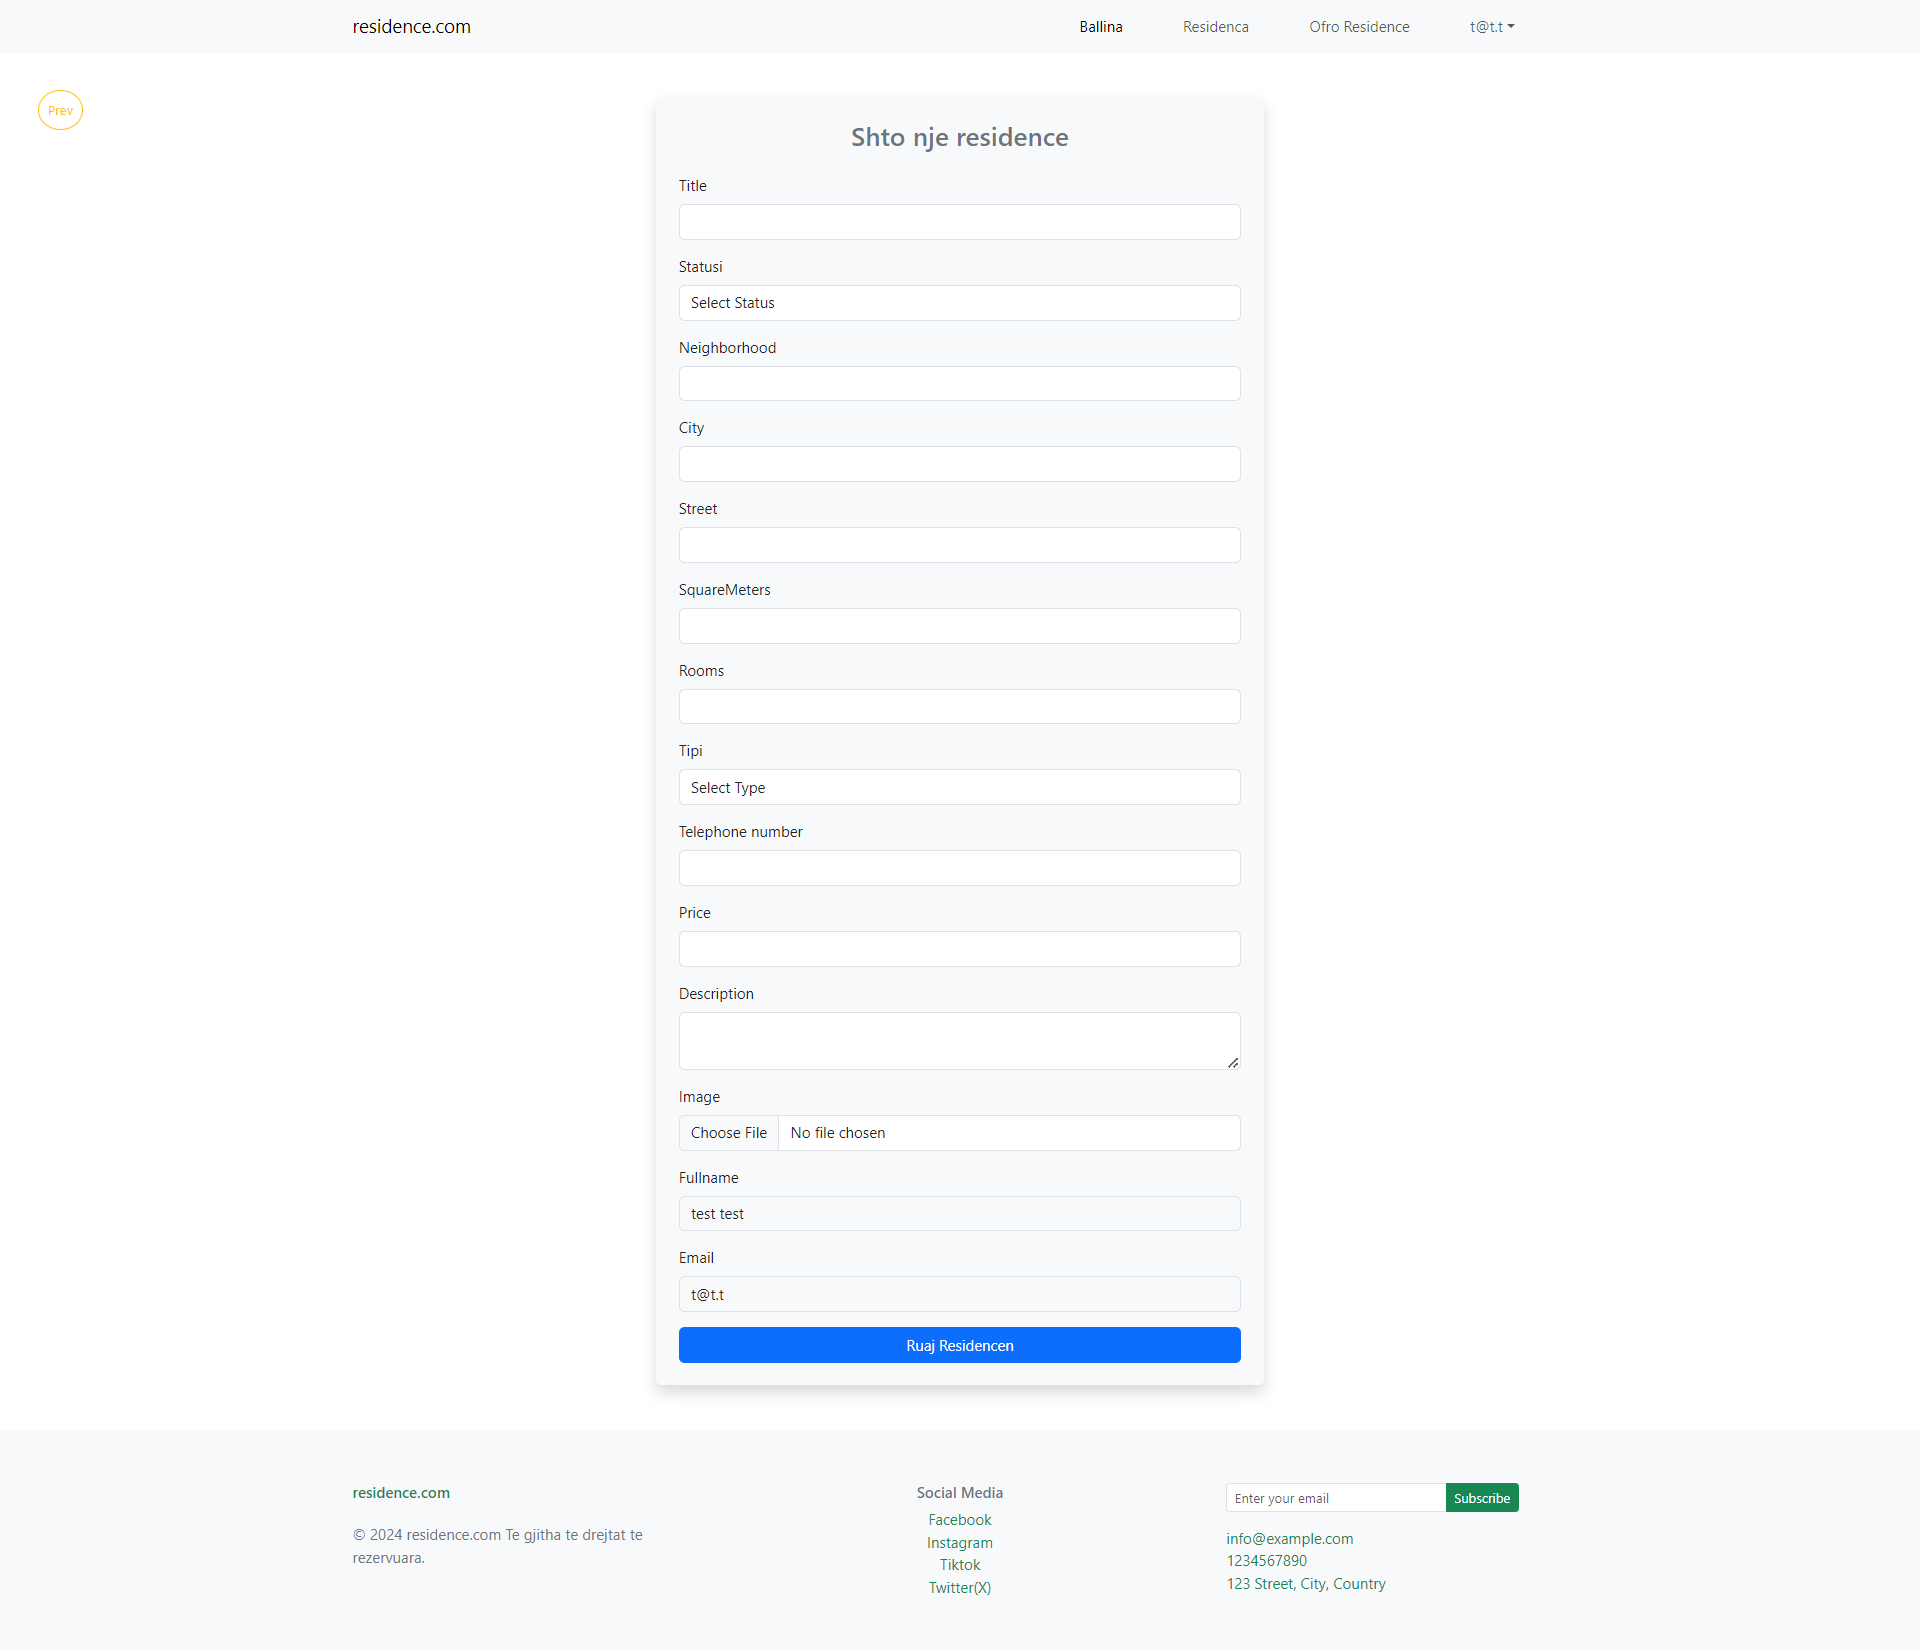 residence.com
Ballina
Residenca
Ofro Residence
t@t.t
Prev
Shto nje residence
Title
Statusi
Select Status
Neighborhood
City
Street
SquareMeters
Rooms
Tipi
Select Type
Telephone number
Price
Description
Image
Choose File No file chosen
Fullname
test test
Email
t@t.t
Ruaj Residencen
residence.com
© 2024 residence.com Te gjitha te drejtat te
rezervuara.
Social Media
Facebook
Instagram
Tiktok
Twitter(X)
Enter your email Subscribe
info@example.com
1234567890
123 Street, City, Country